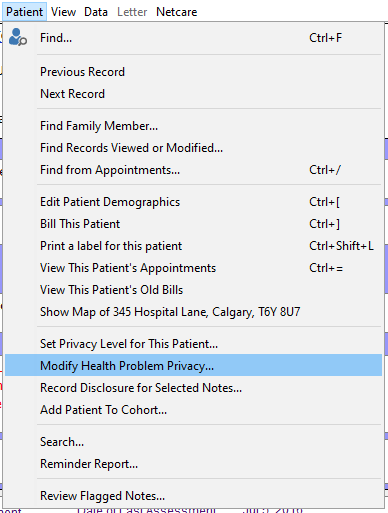 Patient View Data Letter Netcare
Find... Ctrl+F
Previous Record
Next Record
Find Family Member...
Find Records Viewed or Modified...
Find from Appointments... Ctrl+/
Edit Patient Demographics Ctrl+[
Bill This Patient Ctrl+]
Print a label for this patient Ctrl+Shift+L
View This Patient's Appointments Ctrl+=
View This Patient's Old Bills
Show Map of 345 Hospital Lane, Calgary, T6Y 8U7
Set Privacy Level for This Patient...
Modify Health Problem Privacy...
Record Disclosure for Selected Notes...
Add Patient To Cohort...
Search...
Reminder Report...
Review Flagged Notes...